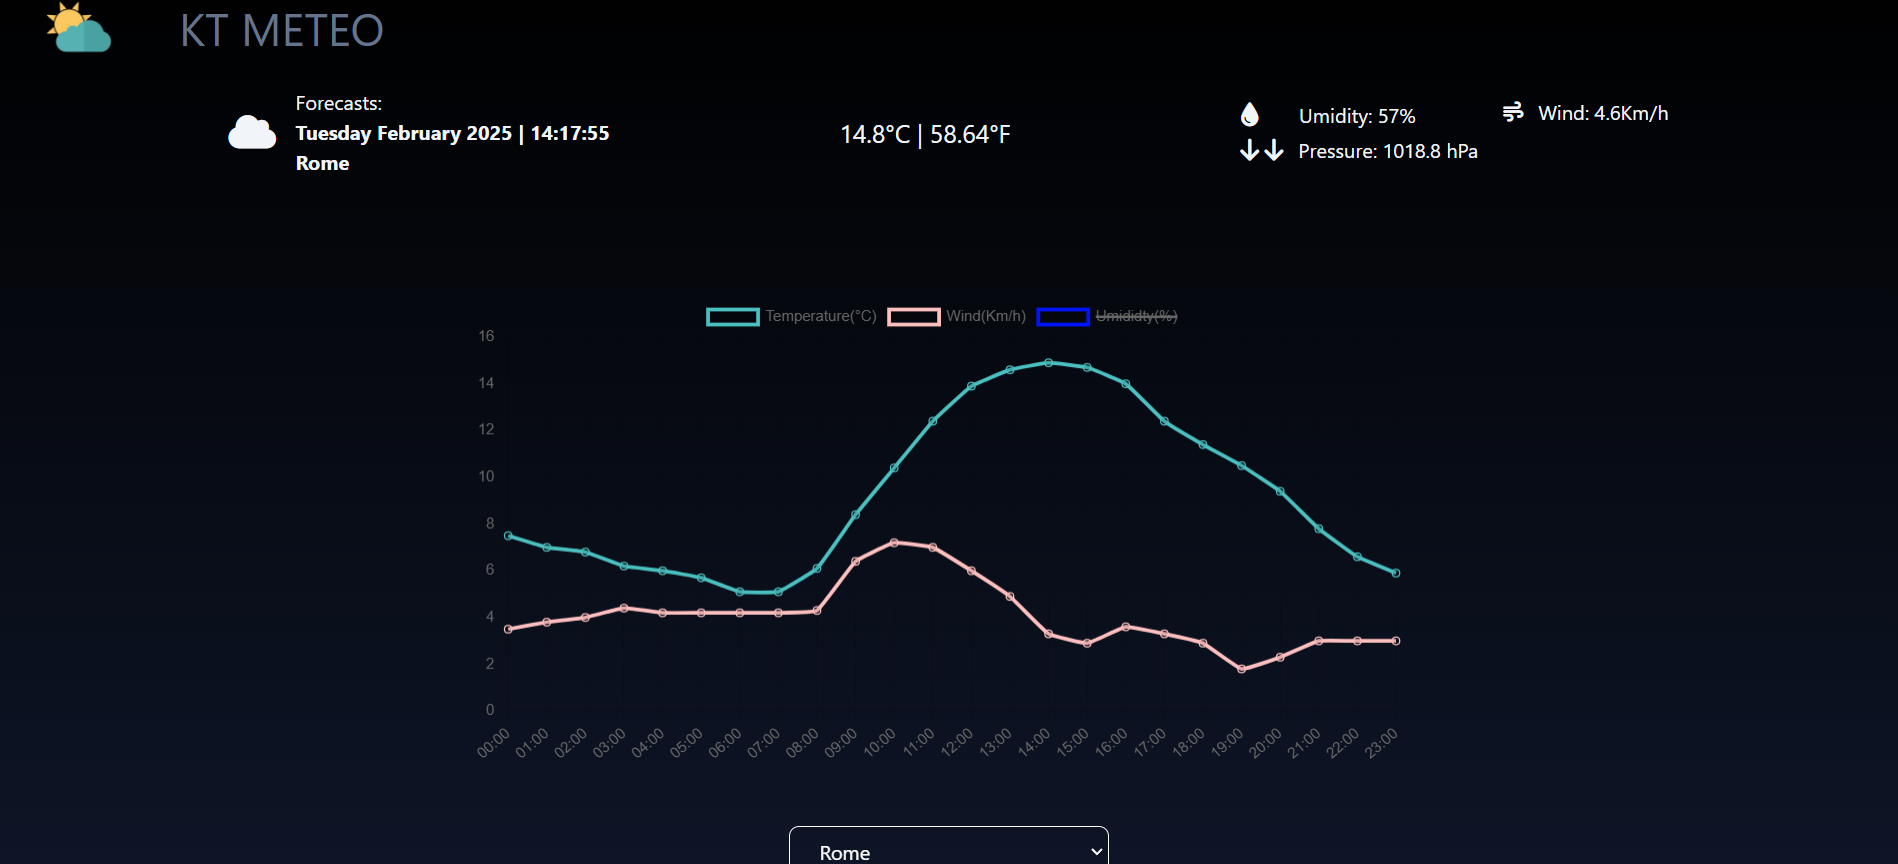 KT METEO
Forecasts:
Tuesday February 2025 | 14:17:55
Rome
14.8°C | 58.64°F
Umidity: 57%
Wind: 4.6Km/h
Pressure: 1018.8 hPa
Temperature(°C) Wind(Km/h) Umididty(%)
16
14
12
10
8
6
4
2
0
00:00 01:00 02:00 03:00 04:00 05:00 06:00 07:00 08:00 09:00 10:00 11:00 12:00 13:00 14:00 15:00 16:00 17:00 18:00 19:00 20:00 21:00 22:00 23:00
Rome